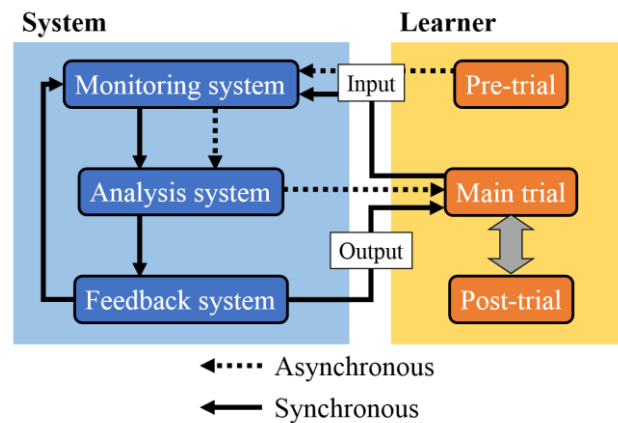 System
Learner
Monitoring system
Input
Pre-trial
Analysis system
Main trial
Output
Feedback system
Post-trial
Asynchronous
Synchronous